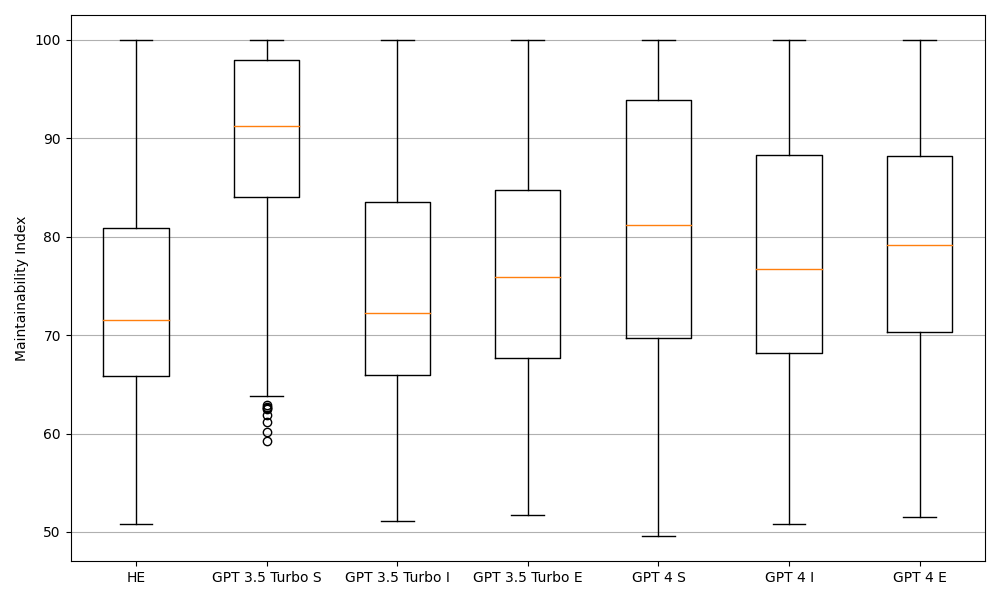 Maintainability Index
100
90
80
70
60
50
HE
GPT 3.5 Turbo S
GPT 3.5 Turbo I
GPT 3.5 Turbo E
GPT 4 S
GPT 4 I
GPT 4 E